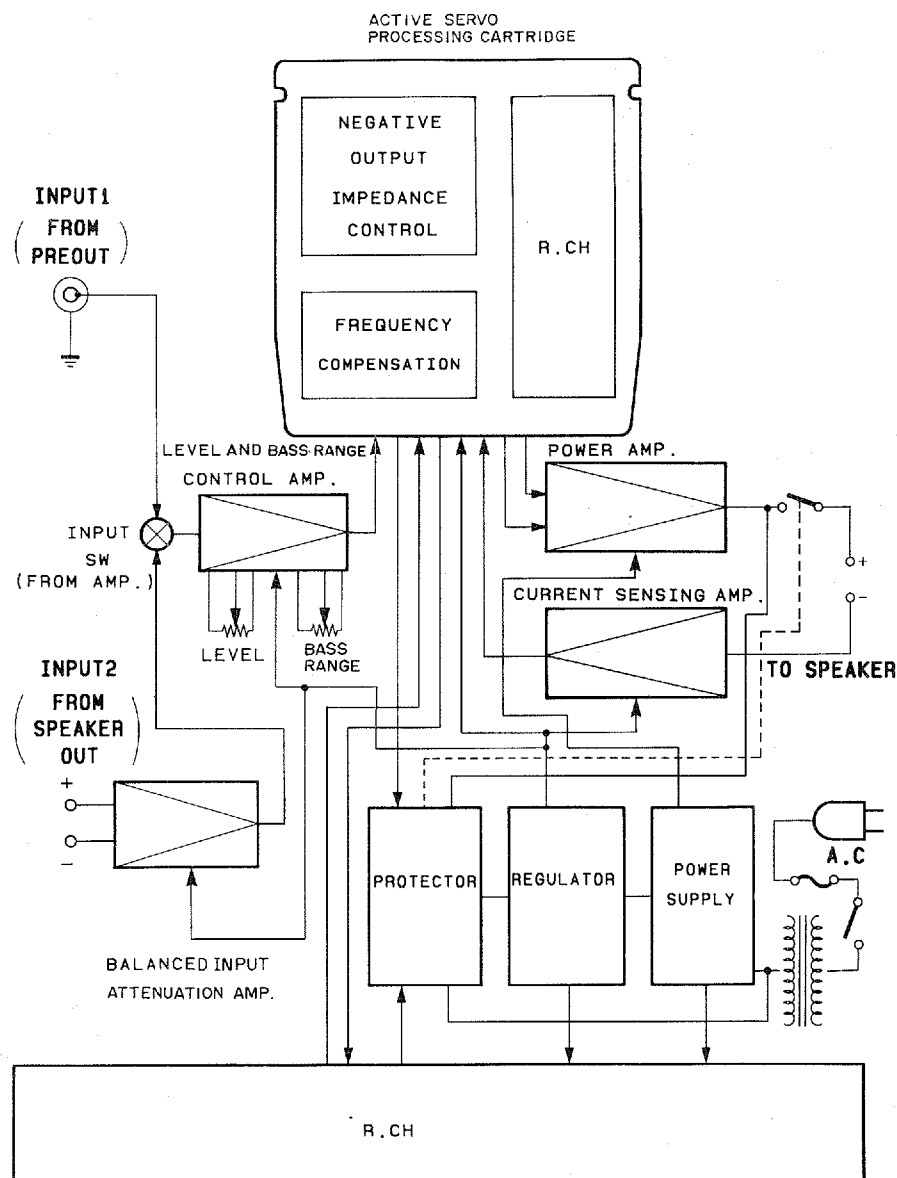 ACTIVE SERVO
PROCESSING CARTRIDGE
NEGATIVE
OUTPUT
IMPEDANCE
CONTROL
R.CH
FREQUENCY
COMPENSATION
INPUT1
(FROM
PREOUT)
LEVEL AND BASS RANGE
CONTROL AMP.
POWER AMP.
INPUT
SW
(FROM AMP.)
LEVEL
BASS
RANGE
CURRENT SENSING AMP.
+
−
TO SPEAKER
INPUT2
(FROM
SPEAKER
OUT)
+
−
BALANCED INPUT
ATTENUATION AMP.
PROTECTOR
REGULATOR
POWER
SUPPLY
A.C
R.CH